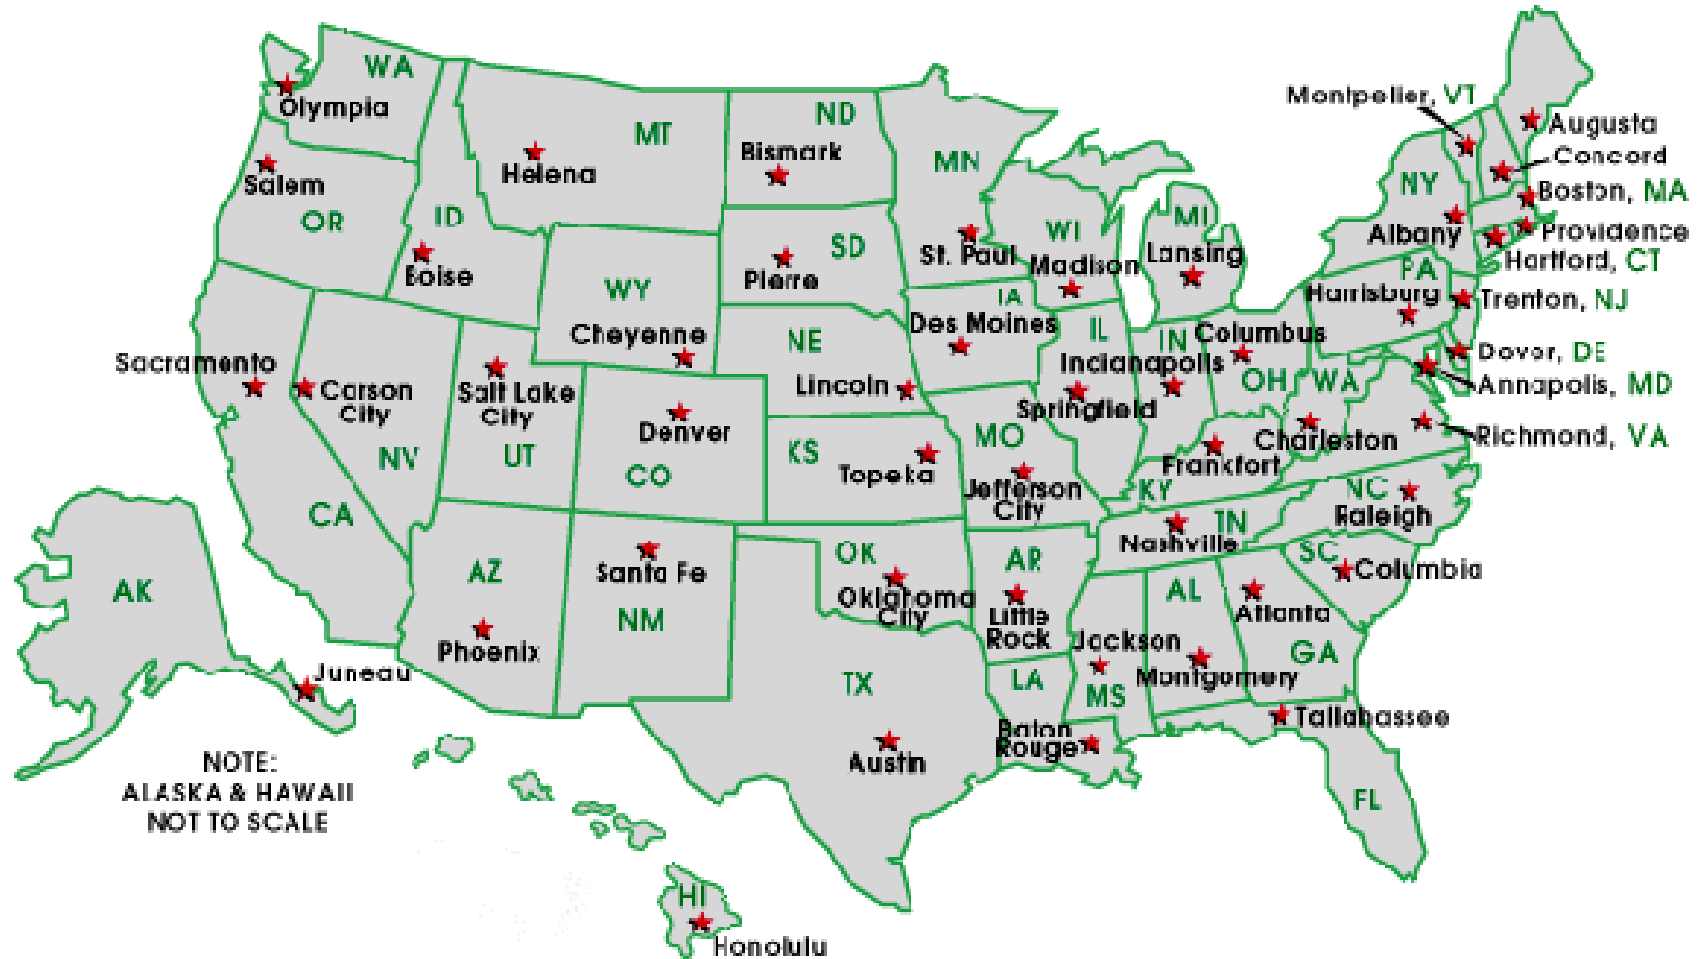 WA
Olympia
MT
Helena
ND
Bismark
MN
St. Paul
Montpelier, VT
Augusta
Concord
Boston, MA
NY
Albany
Providence
Hartford, CT
Salem
OR
ID
Boise
SD
Pierre
WI
Madison
MI
Lansing
PA
Harrisburg
Trenton, NJ
WY
Cheyenne
IA
Des Moines
IL
Springfield
IN
Indianapolis
Columbus
OH
WA
Charleston
Dover, DE
Annapolis, MD
Richmond, VA
Sacramento
CA
Carson
City
NV
Salt Lake
City
UT
Denver
CO
NE
Lincoln
KS
Topeka
MO
Jefferson
City
Frankfort
KY
TN
Nashville
NC
Raleigh
SC
Columbia
AZ
Phoenix
Santa Fe
NM
OK
Oklahoma
City
AR
Little
Rock
Jackson
MS
AL
Montgomery
Atlanta
GA
TX
Austin
LA
Baton
Rouge
Tallahassee
FL
AK
Juneau
NOTE:
ALASKA & HAWAII
NOT TO SCALE
HI
Honolulu